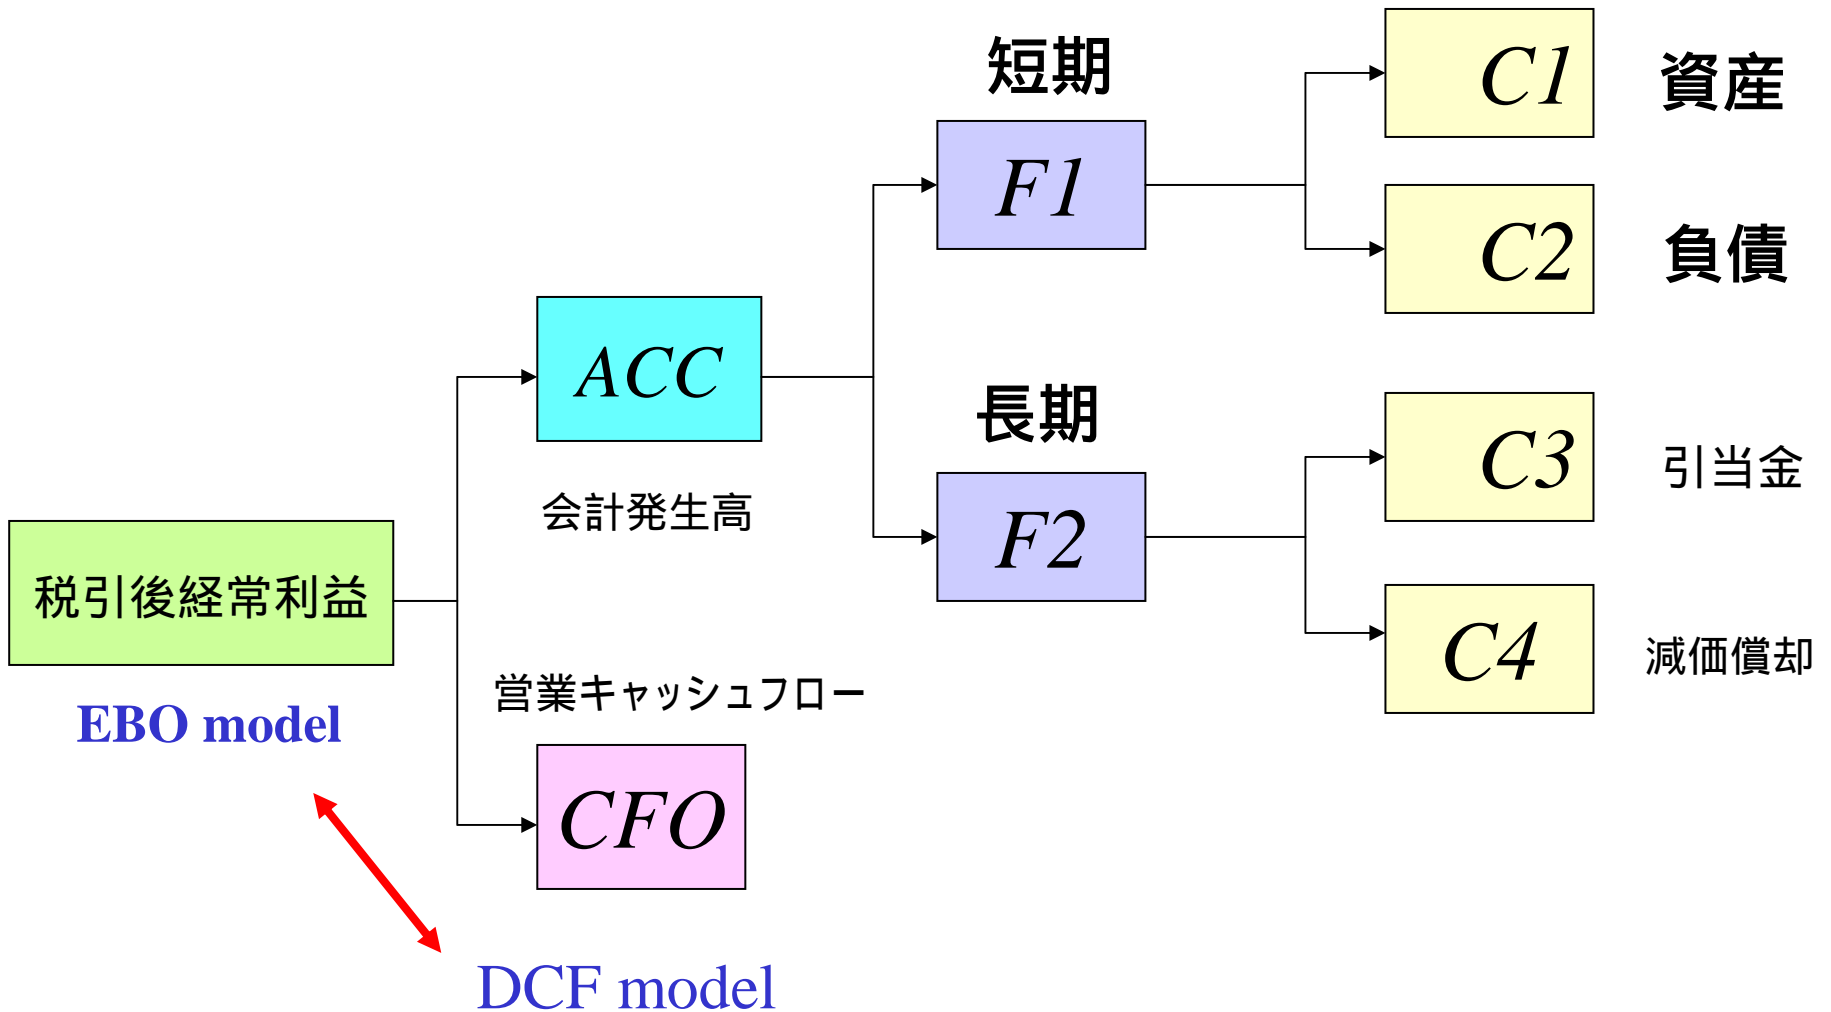 短期
C1
資産
F1
C2
負債
ACC
長期
C3
引当金
会計発生高
F2
税引後経常利益
C4
減価償却
営業キャッシュフロー
EBO model
CFO
DCF model